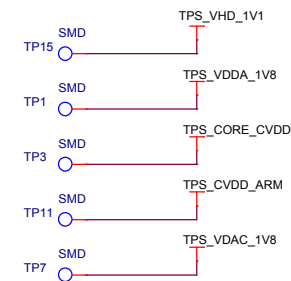 TPS_VHD_1V1
SMD
TP15
TPS_VDDA_1V8
SMD
TP1
TPS_CORE_CVDD
SMD
TP3
TPS_CVDD_ARM
SMD
TP11
TPS_VDAC_1V8
SMD
TP7